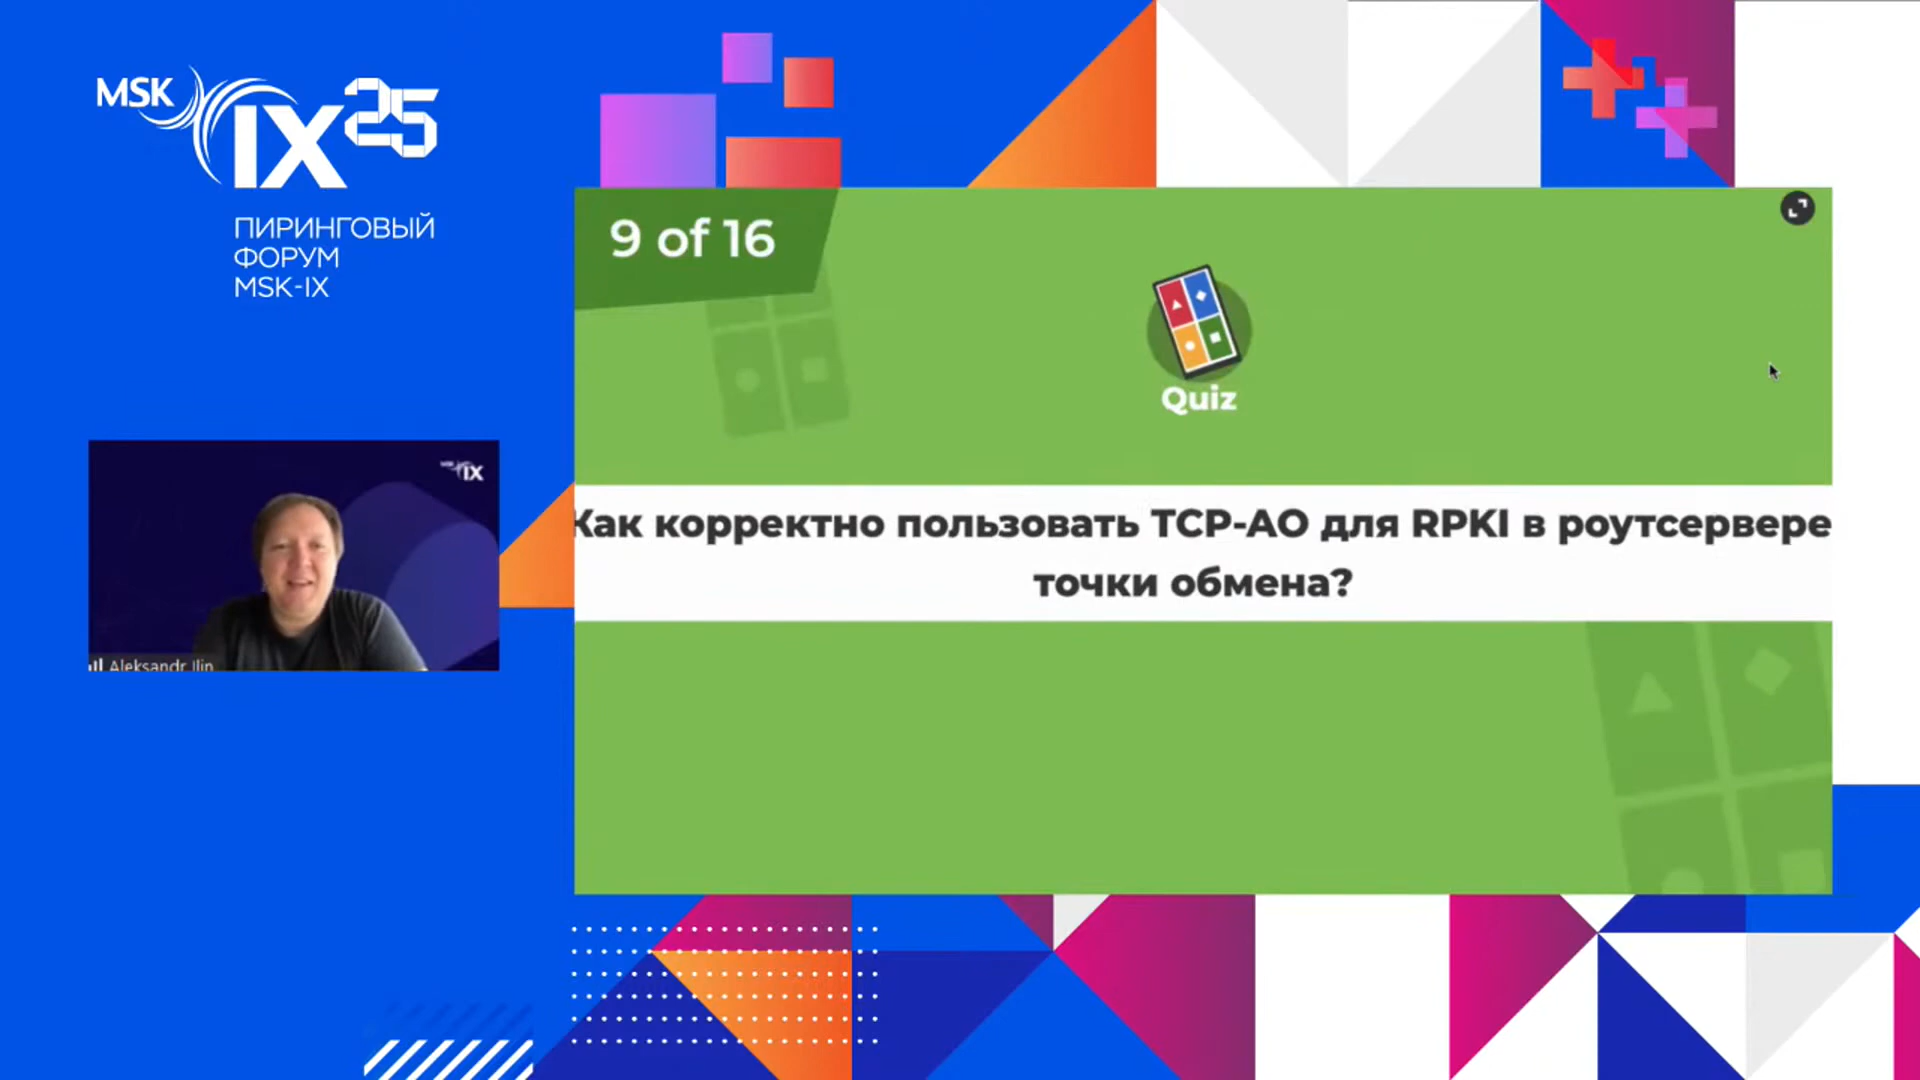 MSK
IX 25
ПИРИНГОВЫЙ
ФОРУМ
MSK-IX
9 of 16
Quiz
Как корректно пользовать TCP-AO для RPKI в роутсервере
точки обмена?
MSK IX
Aleksandr Ilin